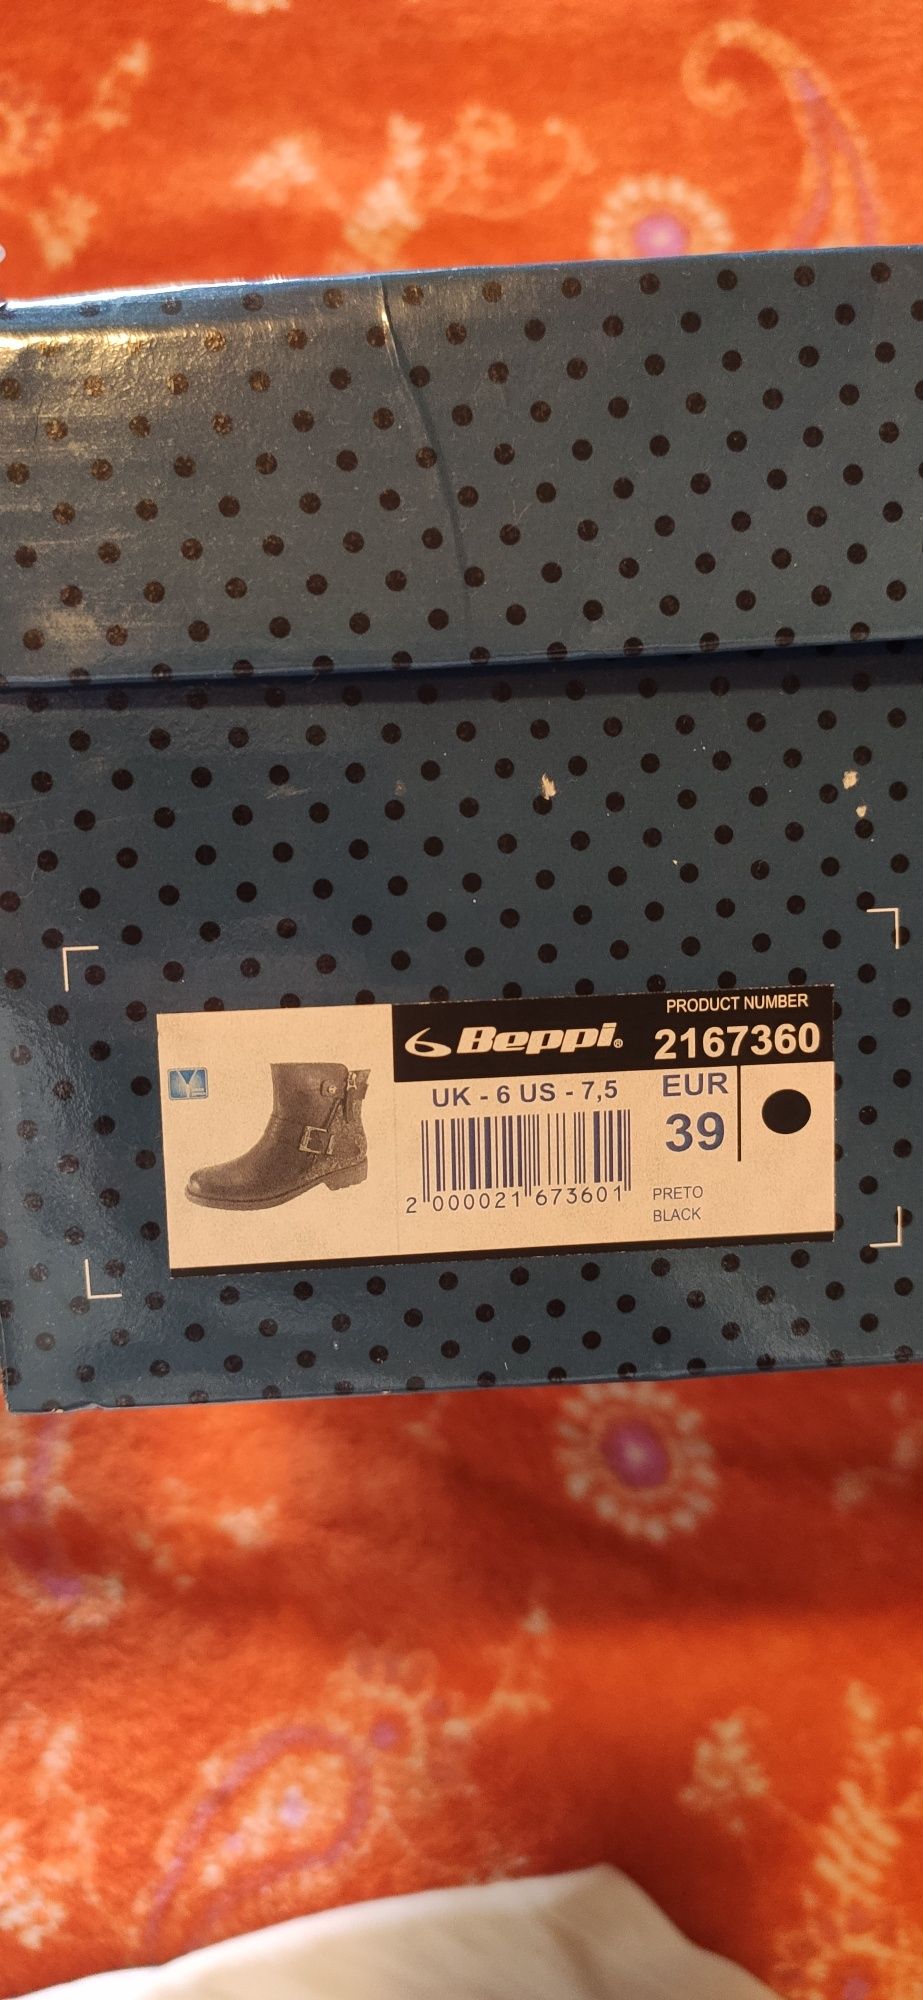 PRODUCT NUMBER
Beppi® 2167360
UK - 6 US - 7,5
EUR
39
2 000021 673601
PRETO
BLACK